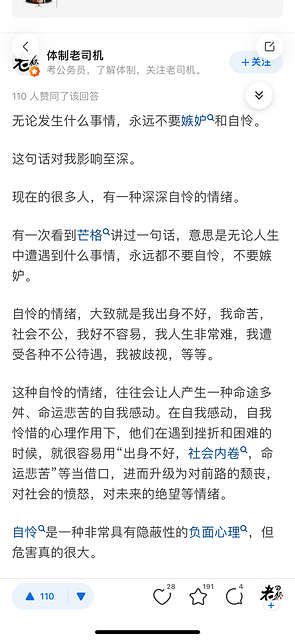 体制老司机
考公务员，了解体制，关注老司机。
+关注
110 人赞同了该回答
无论发生什么事情，永远不要嫉妒和自怜。
这句话对我影响至深。
现在的很多人，有一种深深自怜的情绪。
有一次看到芒格讲过一句话，意思是无论人生
中遭遇到什么事情，永远都不要自怜，不要嫉
妒。
自怜的情绪，大致就是我出身不好，我命苦，
社会不公，我好不容易，我人生非常难，我遭
受各种不公待遇，我被歧视，等等。
这种自怜的情绪，往往会让人产生一种命途多
舛、命运悲苦的自我感动。在自我感动，自我
怜惜的心理作用下，他们在遇到挫折和困难的
时候，就很容易用“出身不好，社会内卷，命
运悲苦”等当借口，进而升级为对前路的颓丧，
对社会的愤怒，对未来的绝望等情绪。
自怜是一种非常具有隐蔽性的负面心理，但
危害真的很大。
110
28
191
4